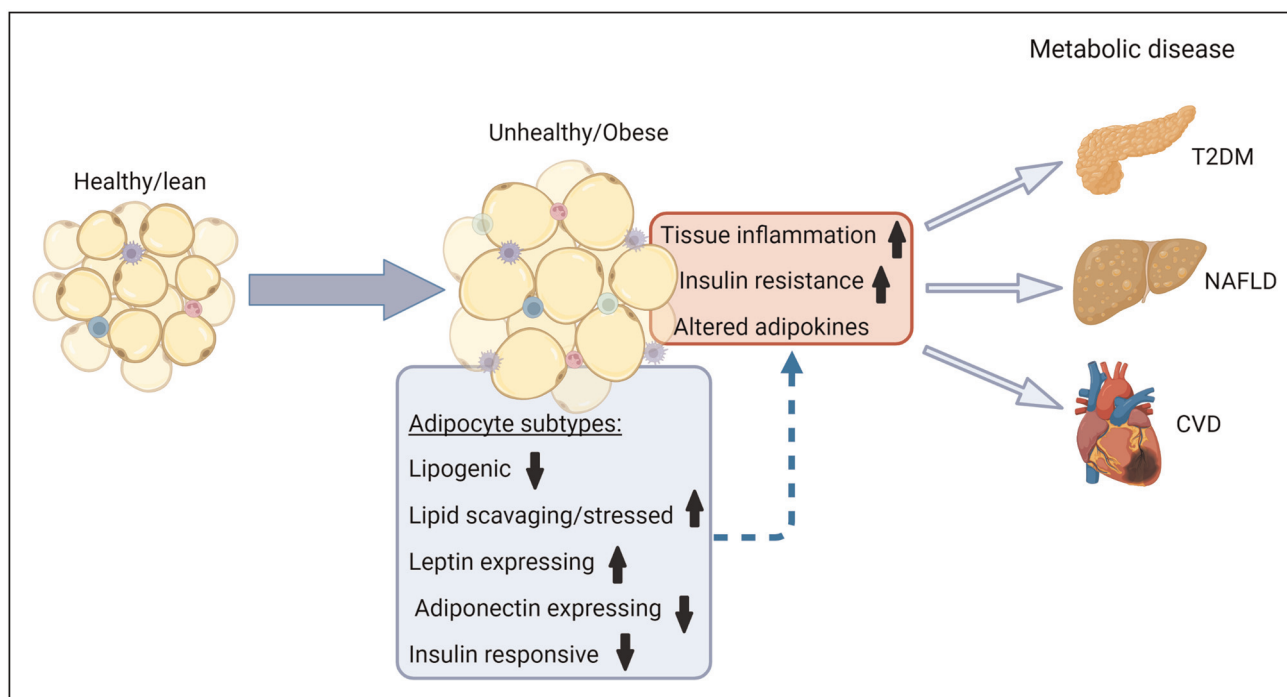 Metabolic disease
Unhealthy/Obese
Healthy/lean
T2DM
Tissue inflammation
Insulin resistance
Altered adipokines
NAFLD
CVD
Adipocyte subtypes:
Lipogenic
Lipid scavaging/stressed
Leptin expressing
Adiponectin expressing
Insulin responsive